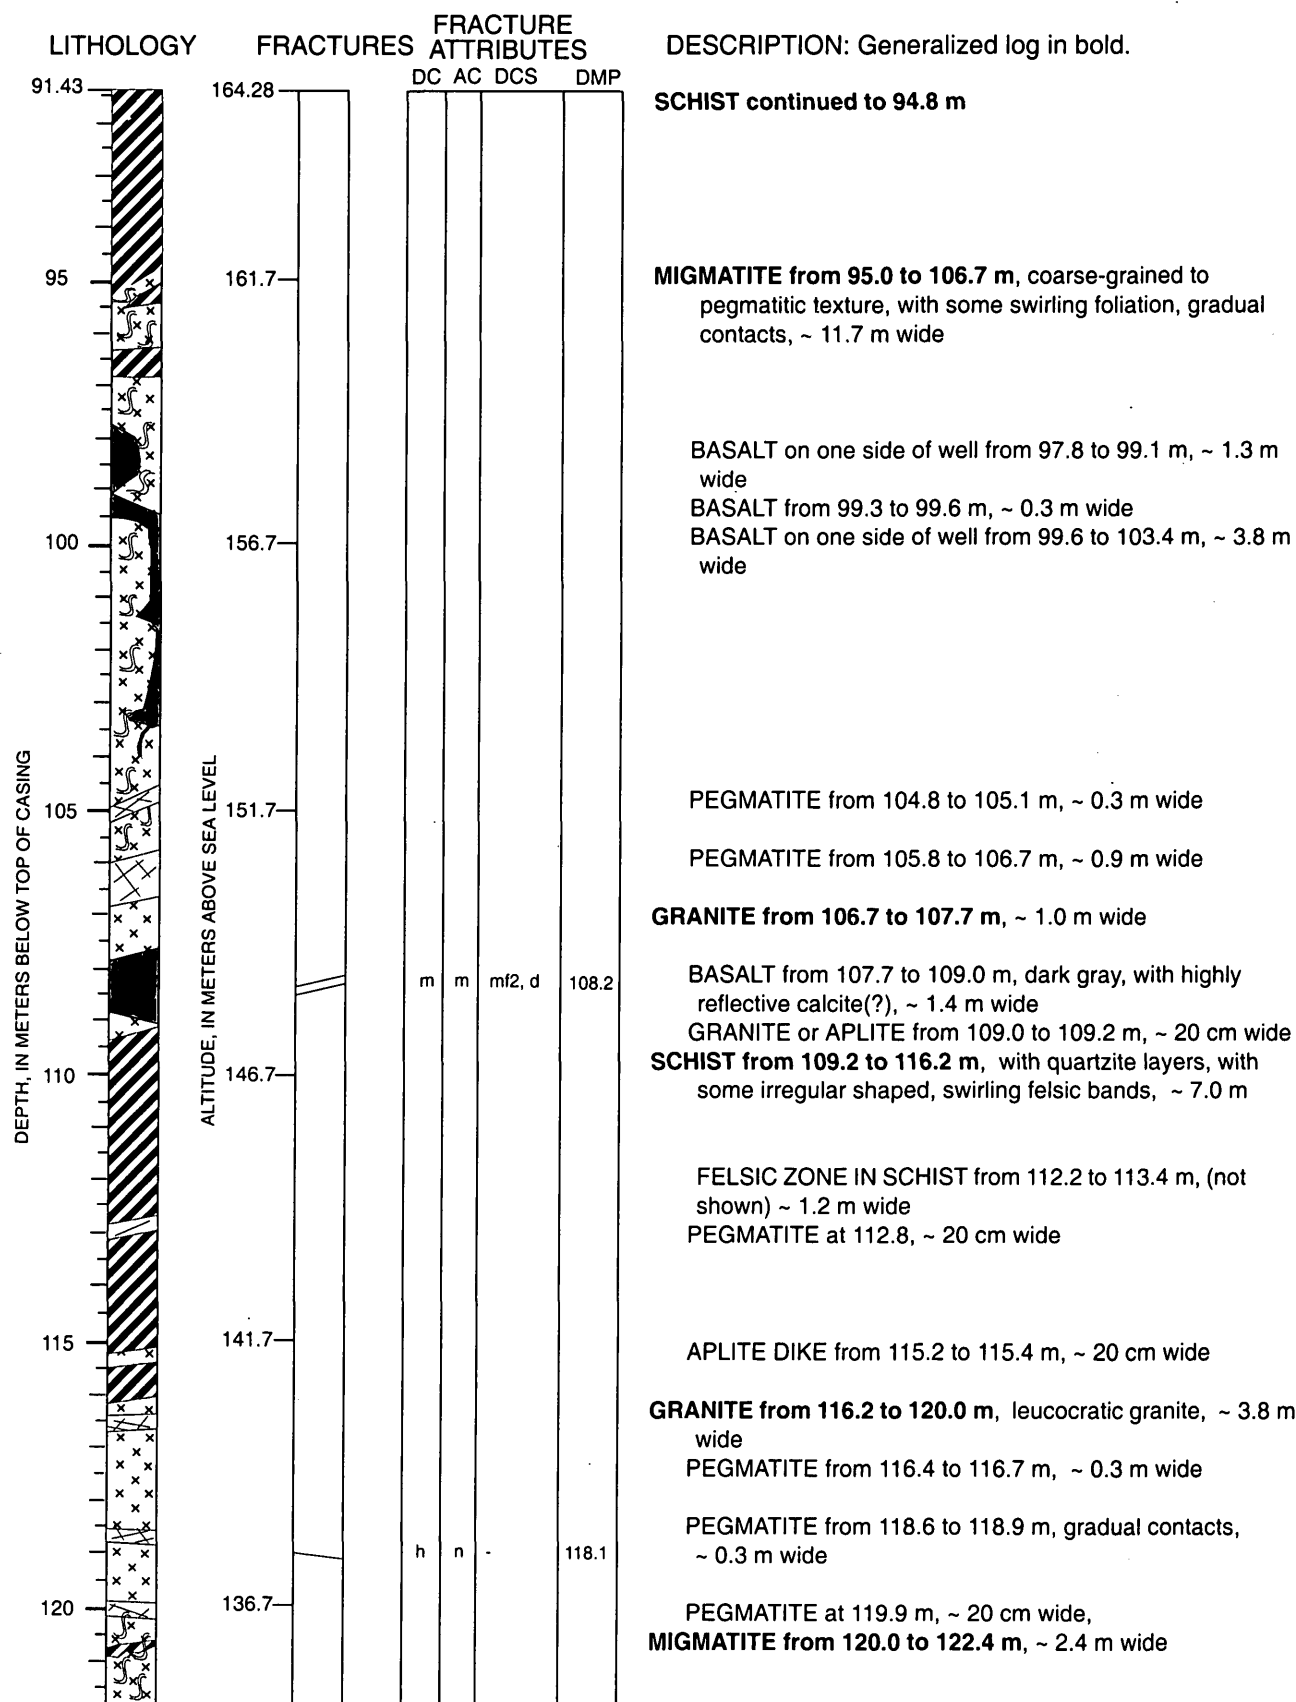 LITHOLOGY
FRACTURES
FRACTURE
ATTRIBUTES
DC AC DCS DMP
DESCRIPTION: Generalized log in bold.
91.43
164.28
SCHIST continued to 94.8 m
95
161.7
MIGMATITE from 95.0 to 106.7 m, coarse-grained to
pegmatitic texture, with some swirling foliation, gradual
contacts, ~ 11.7 m wide
BASALT on one side of well from 97.8 to 99.1 m, ~ 1.3 m
wide
BASALT from 99.3 to 99.6 m, ~ 0.3 m wide
100
156.7
BASALT on one side of well from 99.6 to 103.4 m, ~ 3.8 m
wide
DEPTH, IN METERS BELOW TOP OF CASING
ALTITUDE, IN METERS ABOVE SEA LEVEL
105
151.7
PEGMATITE from 104.8 to 105.1 m, ~ 0.3 m wide
PEGMATITE from 105.8 to 106.7 m, ~ 0.9 m wide
GRANITE from 106.7 to 107.7 m, ~ 1.0 m wide
m m mf2, d 108.2
BASALT from 107.7 to 109.0 m, dark gray, with highly
reflective calcite(?), ~ 1.4 m wide
GRANITE or APLITE from 109.0 to 109.2 m, ~ 20 cm wide
110
146.7
SCHIST from 109.2 to 116.2 m, with quartzite layers, with
some irregular shaped, swirling felsic bands, ~ 7.0 m
FELSIC ZONE IN SCHIST from 112.2 to 113.4 m, (not
shown) ~ 1.2 m wide
PEGMATITE at 112.8, ~ 20 cm wide
115
141.7
APLITE DIKE from 115.2 to 115.4 m, ~ 20 cm wide
GRANITE from 116.2 to 120.0 m, leucocratic granite, ~ 3.8 m
wide
PEGMATITE from 116.4 to 116.7 m, ~ 0.3 m wide
PEGMATITE from 118.6 to 118.9 m, gradual contacts,
~ 0.3 m wide
h n - 118.1
120
136.7
PEGMATITE at 119.9 m, ~ 20 cm wide,
MIGMATITE from 120.0 to 122.4 m, ~ 2.4 m wide